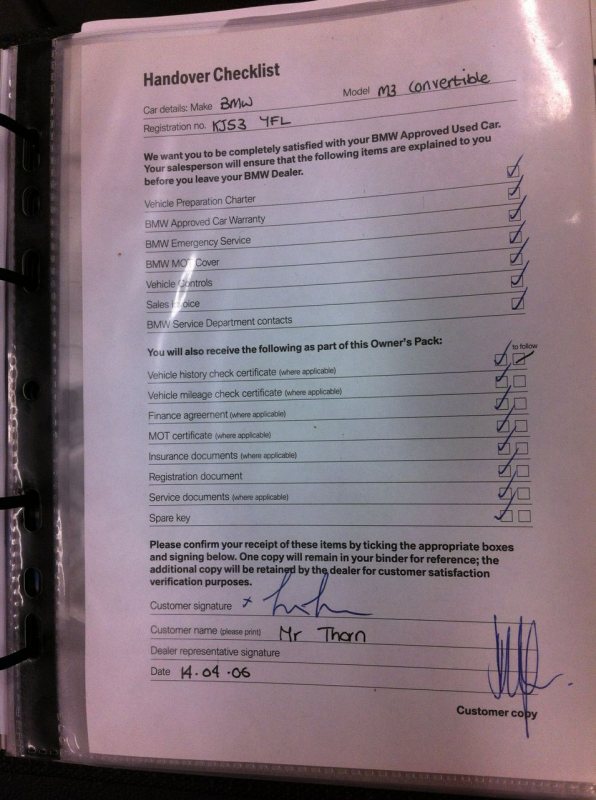 Handover Checklist
Car details: Make BMW Model M3 Convertible
Registration no. KJ53 YFL
We want you to be completely satisfied with your BMW Approved Used Car.
Your salesperson will ensure that the following items are explained to you
before you leave your BMW Dealer.
Vehicle Preparation Charter
BMW Approved Car Warranty
BMW Emergency Service
BMW MOT Cover
Vehicle Controls
Sales Invoice
BMW Service Department contacts
You will also receive the following as part of this Owner's Pack: to follow
Vehicle history check certificate (where applicable)
Vehicle mileage check certificate (where applicable)
Finance agreement (where applicable)
MOT certificate (where applicable)
Insurance documents (where applicable)
Registration document
Service documents (where applicable)
Spare key
Please confirm your receipt of these items by ticking the appropriate boxes
and signing below. One copy will remain in your binder for reference; the
additional copy will be retained by the dealer for customer satisfaction
verification purposes.
Customer signature x
Customer name (please print) Mr Thorn
Dealer representative signature
Date 14.04.06
Customer copy